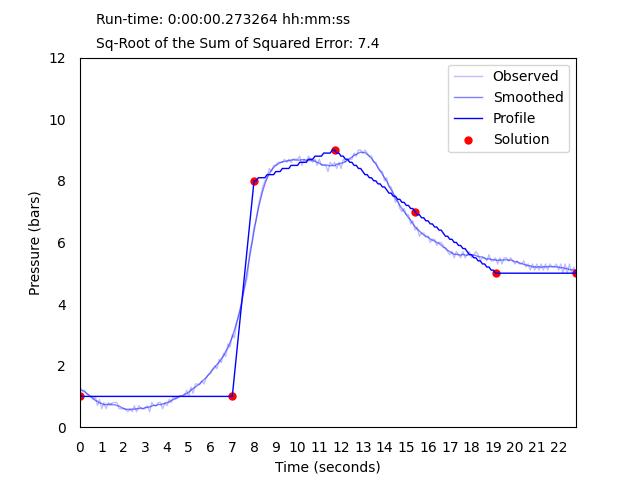 Run-time: 0:00:00.273264 hh:mm:ss
Sq-Root of the Sum of Squared Error: 7.4
12
10
8
6
4
2
0
Pressure (bars)
Observed
Smoothed
Profile
Solution
0 1 2 3 4 5 6 7 8 9 10 11 12 13 14 15 16 17 18 19 20 21 22
Time (seconds)